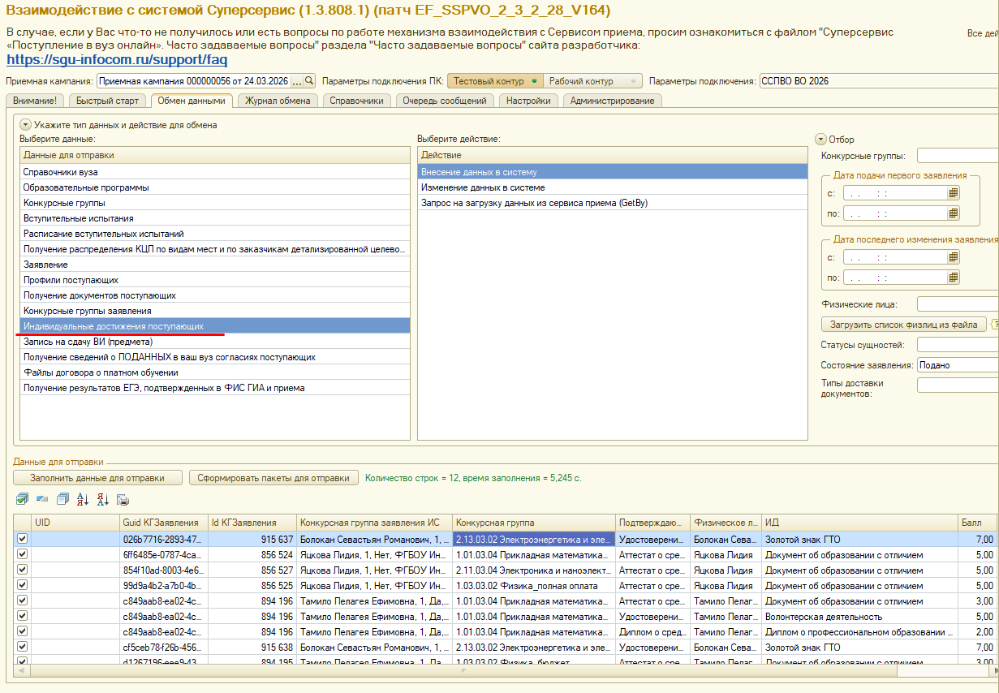 Взаимодействие с системой Суперсервис (1.3.808.1) (патч EF_SSPVO_2_3_2_28_V164)
В случае, если у Вас что-то не получилось или есть вопросы по работе механизма взаимодействия с Сервисом приема, просим ознакомиться с файлом "Суперсервис
«Поступление в вуз онлайн». Часто задаваемые вопросы" раздела "Часто задаваемые вопросы" сайта разработчика:
Все дей
https://sgu-infocom.ru/support/faq
Приемная кампания: Приемная кампания 000000056 от 24.03.2026 ... Параметры подключения ПК: Тестовый контур Рабочий контур Параметры подключения: ССПВО ВО 2026
Внимание! Быстрый старт Обмен данными Журнал обмена Справочники Очередь сообщений Настройки Администрирование
Укажите тип данных и действие для обмена
Выберите данные:
Данные для отправки
Справочники вуза
Образовательные программы
Конкурсные группы
Вступительные испытания
Расписание вступительных испытаний
Получение распределения КЦП по видам мест и по заказчикам детализированной целево...
Заявление
Профили поступающих
Получение документов поступающих
Конкурсные группы заявления
Индивидуальные достижения поступающих
Запись на сдачу ВИ (предмета)
Получение сведений о ПОДАННЫХ в ваш вуз согласиях поступающих
Файлы договора о платном обучении
Получение результатов ЕГЭ, подтвержденных в ФИС ГИА и приема
Выберите действие:
Действие
Внесение данных в систему
Изменение данных в системе
Запрос на загрузку данных из сервиса приема (GetBy)
Отбор
Конкурсные группы:
Дата подачи первого заявления
с: . . : :
по: . . : :
Дата последнего изменения заявления
с: . . : :
по: . . : :
Физические лица:
Загрузить список физлиц из файла ?
Статусы сущностей:
Состояние заявления: Подано
Типы доставки
документов:
Данные для отправки
Заполнить данные для отправки Сформировать пакеты для отправки Количество строк = 12, время заполнения = 5,245 с.
UID Guid КГЗаявления Id КГЗаявления Конкурсная группа заявления ИС Конкурсная группа Подтверждаю... Физическое л... ИД Балл
026b7716-2893-47... 915 637 Болокан Севастьян Романович, 1, ... 2.13.03.02 Электроэнергетика и эле... Удостоверени... Болокан Сева... Золотой знак ГТО 7,00
6ff6485e-0787-4ca... 856 524 Яцкова Лидия, 1, Нет, ФГБОУ Ин... 1.01.03.04 Прикладная математика... Аттестат о сре... Яцкова Лидия Документ об образовании с отличием 5,00
854f10ad-8003-4e6... 856 527 Яцкова Лидия, 1, Нет, ФГБОУ Ин... 2.11.03.04 Электроника и наноэлект... Аттестат о сре... Яцкова Лидия Документ об образовании с отличием 5,00
99d9a4b2-a7b0-4b... 856 525 Яцкова Лидия, 1, Нет, ФГБОУ Ин... 1.03.03.02 Физика_полная оплата Аттестат о сре... Яцкова Лидия Документ об образовании с отличием 5,00
c849aab8-ea02-4c... 894 196 Тамило Пелагея Ефимовна, 1, Да,... 1.01.03.04 Прикладная математика... Аттестат о сре... Тамило Пелаг... Документ об образовании с отличием 3,00
c849aab8-ea02-4c... 894 196 Тамило Пелагея Ефимовна, 1, Да,... 1.01.03.04 Прикладная математика... Удостоверени... Тамило Пелаг... Волонтерская деятельность 5,00
c849aab8-ea02-4c... 894 196 Тамило Пелагея Ефимовна, 1, Да,... 1.01.03.04 Прикладная математика... Диплом о сред... Тамило Пелаг... Диплом о профессиональном образовании ... 2,00
cf5ceb78-f26b-456... 915 638 Болокан Севастьян Романович, 1, ... 2.13.03.02 Электроэнергетика и эле... Удостоверени... Болокан Сева... Золотой знак ГТО 7,00
d1267196-eee9-43... 894 195 Тамило Пелагея Ефимовна, 1, Да,... 1.03.03.02 Физика_бюджет Аттестат о сре... Тамило Пелаг... Документ об образовании с отличием 3,00